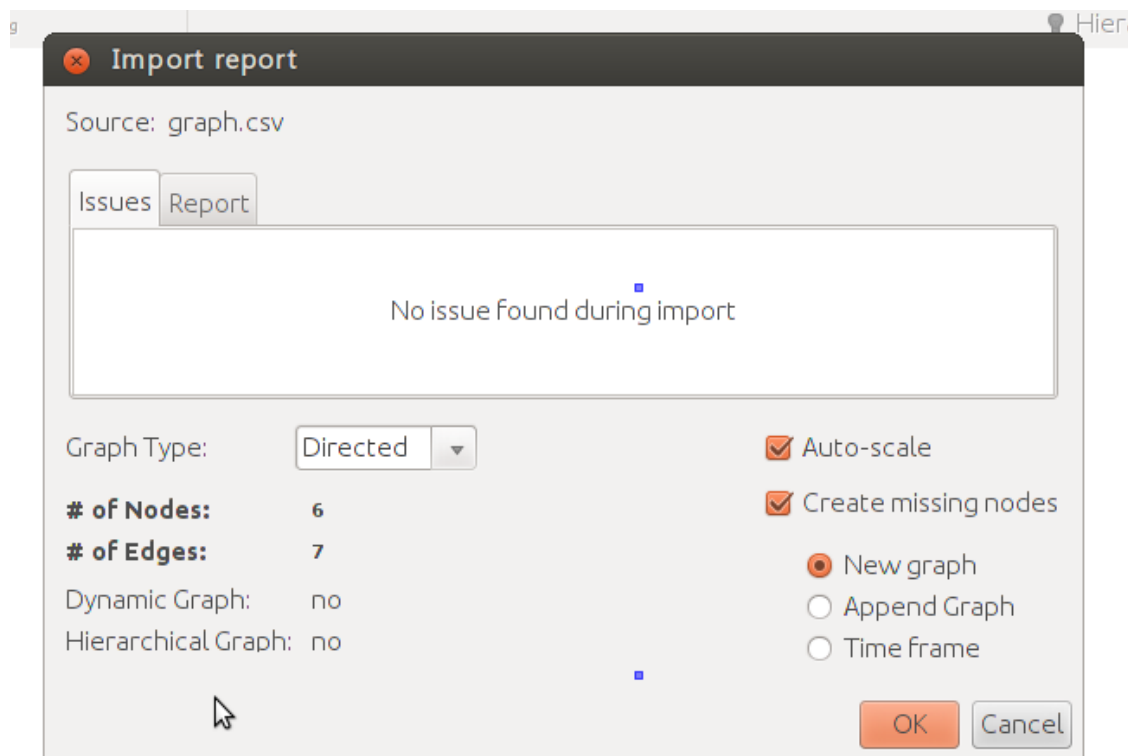 Import report
Source: graph.csv
Issues Report
No issue found during import
Graph Type: Directed
Auto-scale
# of Nodes: 6
Create missing nodes
# of Edges: 7
New graph
Dynamic Graph: no
Append Graph
Hierarchical Graph: no
Time frame
OK Cancel